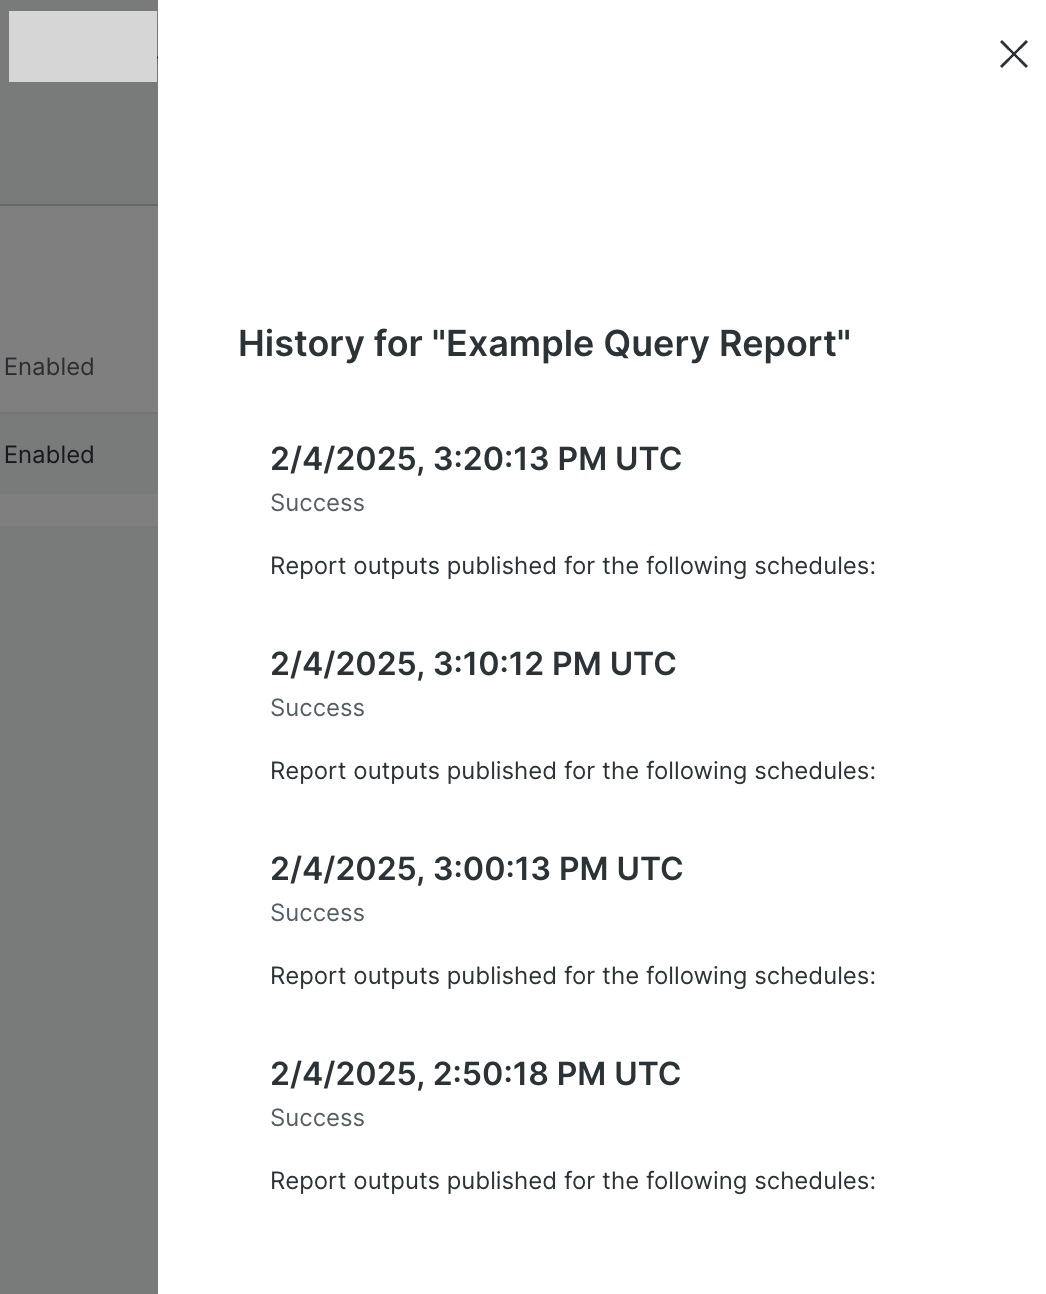 Enabled
Enabled
History for "Example Query Report"
2/4/2025, 3:20:13 PM UTC
Success
Report outputs published for the following schedules:
2/4/2025, 3:10:12 PM UTC
Success
Report outputs published for the following schedules:
2/4/2025, 3:00:13 PM UTC
Success
Report outputs published for the following schedules:
2/4/2025, 2:50:18 PM UTC
Success
Report outputs published for the following schedules: